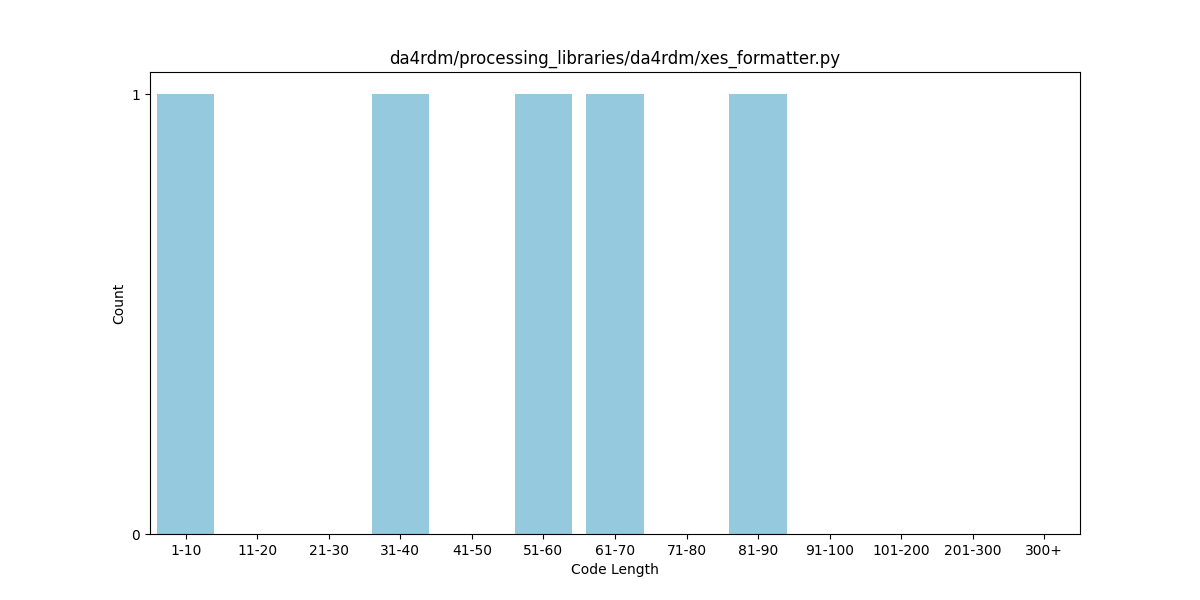 da4rdm/processing_libraries/da4rdm/xes_formatter.py
1
Count
0
1-10 11-20 21-30 31-40 41-50 51-60 61-70 71-80 81-90 91-100 101-200 201-300 300+
Code Length